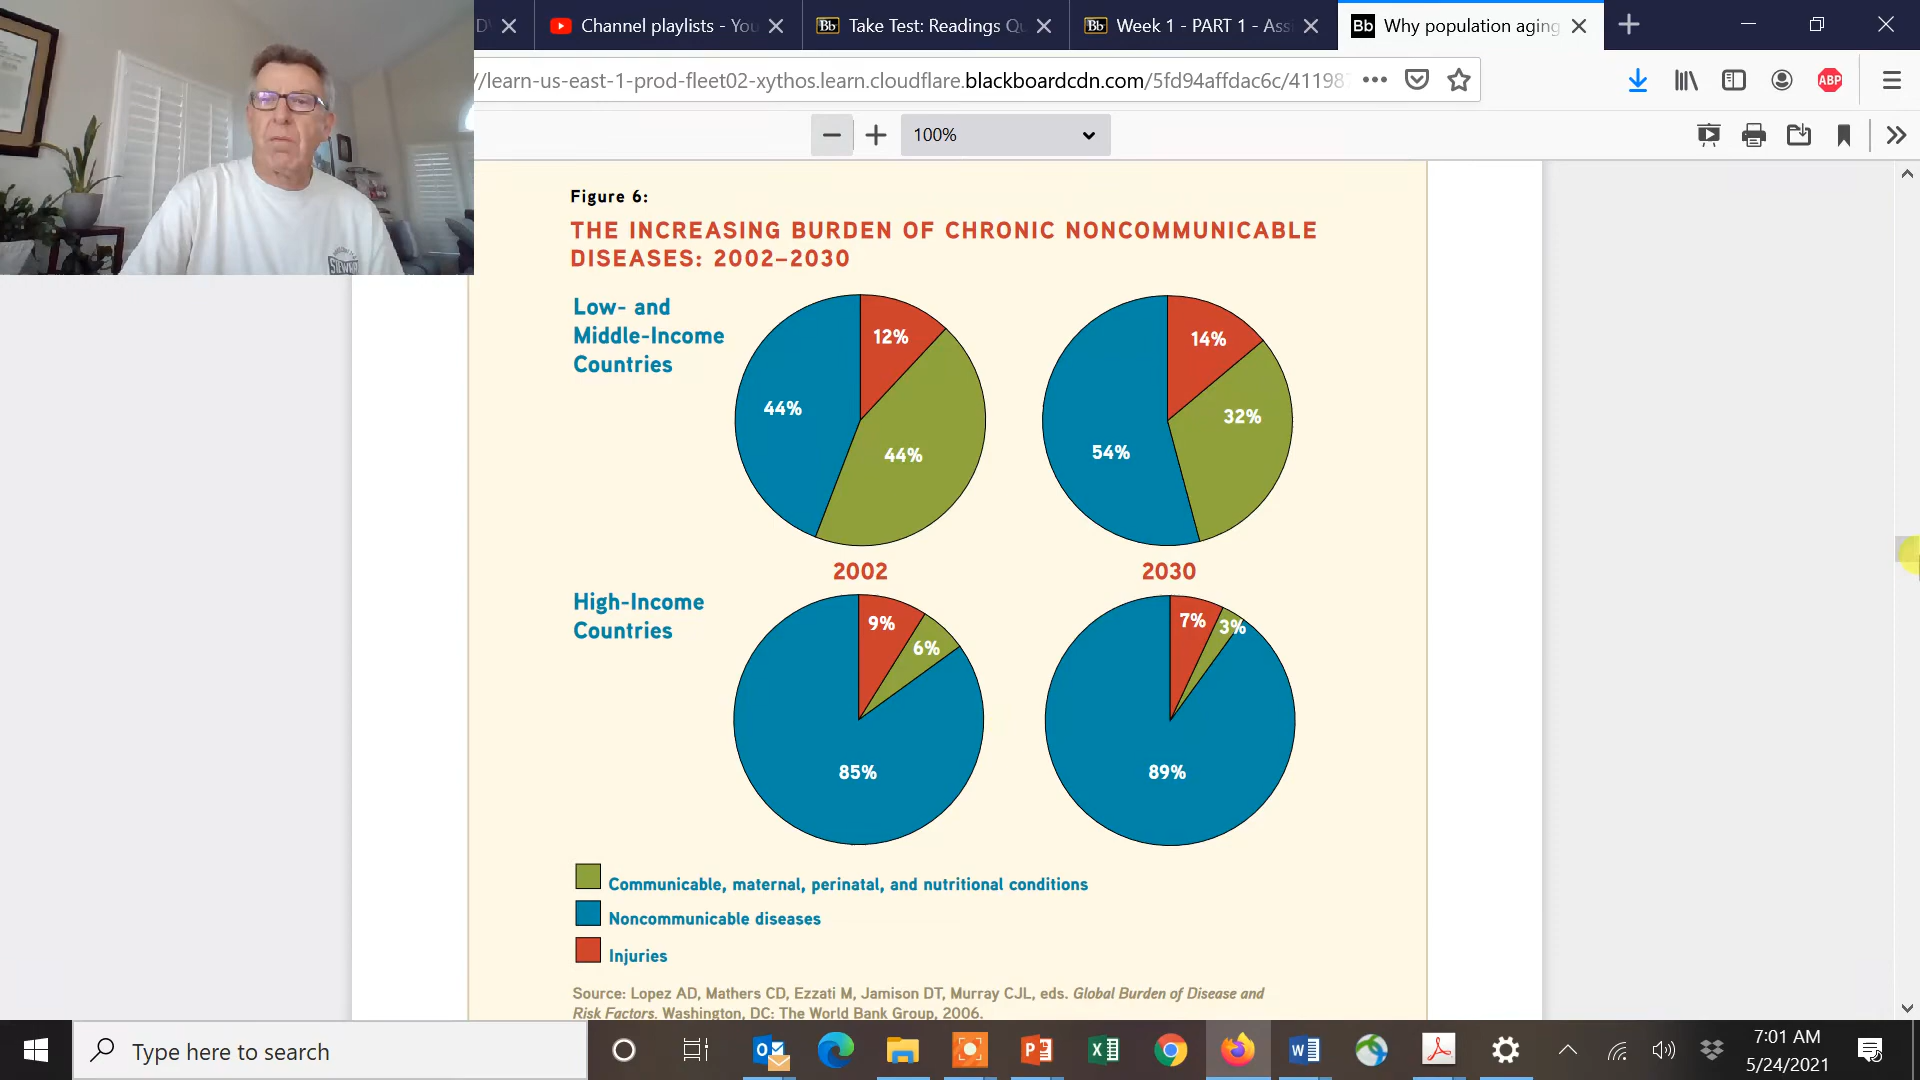 Channel playlists - You
Bb Take Test: Readings Qu
Bb Week 1 - PART 1 - Ass
Bb Why population aging
//learn-us-east-1-prod-fleet02-xythos.learn.cloudflare.blackboardcdn.com/5fd94affdac6c/41198
ABP
100%
Figure 6:
THE INCREASING BURDEN OF CHRONIC NONCOMMUNICABLE
DISEASES: 2002–2030
Low- and
Middle-Income
Countries
12%
44%
44%
14%
32%
54%
2002
2030
High-Income
Countries
9%
6%
85%
7%
3%
89%
Communicable, maternal, perinatal, and nutritional conditions
Noncommunicable diseases
Injuries
Source: Lopez AD, Mathers CD, Ezzati M, Jamison DT, Murray CJL, eds. Global Burden of Disease and
Risk Factors. Washington, DC: The World Bank Group, 2006.
Type here to search
7:01 AM
5/24/2021